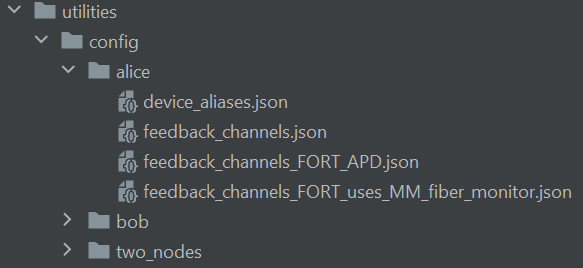 utilities
config
alice
device_aliases.json
feedback_channels.json
feedback_channels_FORT_APD.json
feedback_channels_FORT_uses_MM_fiber_monitor.json
bob
two_nodes